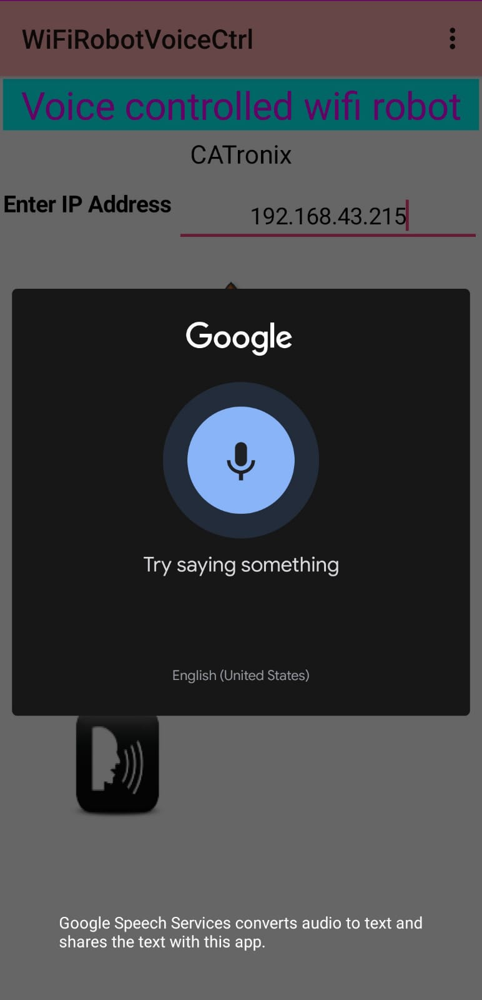 WiFiRobotVoiceCtrl
Voice controlled wifi robot
CATronix
Enter IP Address
192.168.43.215
Google
Try saying something
English (United States)
Google Speech Services converts audio to text and
shares the text with this app.